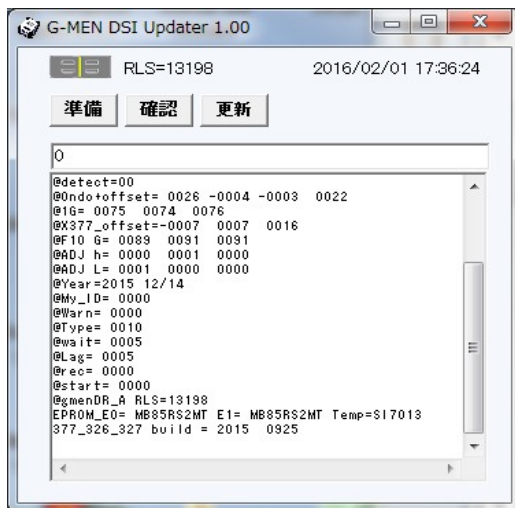 G-MEN DSI Updater 1.00
RLS=13198 2016/02/01 17:36:24
準備 確認 更新
0
@detect=00
@Ondo+offset= 0026 -0004 -0003 0022
@1G= 0075 0074 0076
@X377_offset=-0007 0007 0016
@F10 G= 0089 0091 0091
@ADJ h= 0000 0001 0000
@ADJ L= 0001 0000 0000
@Year=2015 12/14
@My_ID= 0000
@Warn= 0000
@Type= 0010
@wait= 0005
@Lag= 0005
@rec= 0000
@start= 0000
@gmenDR_A RLS=13198
EPROM_E0= MB85RS2MT E1= MB85RS2MT Temp=SI7013
377_326_327 build = 2015 0925